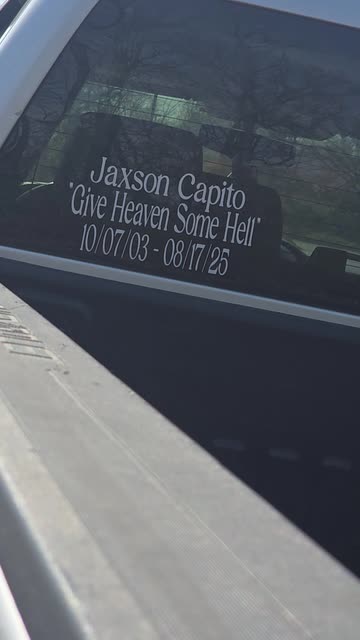 Jaxson Capito
"Give Heaven Some Hell"
10/07/03 - 08/17/25